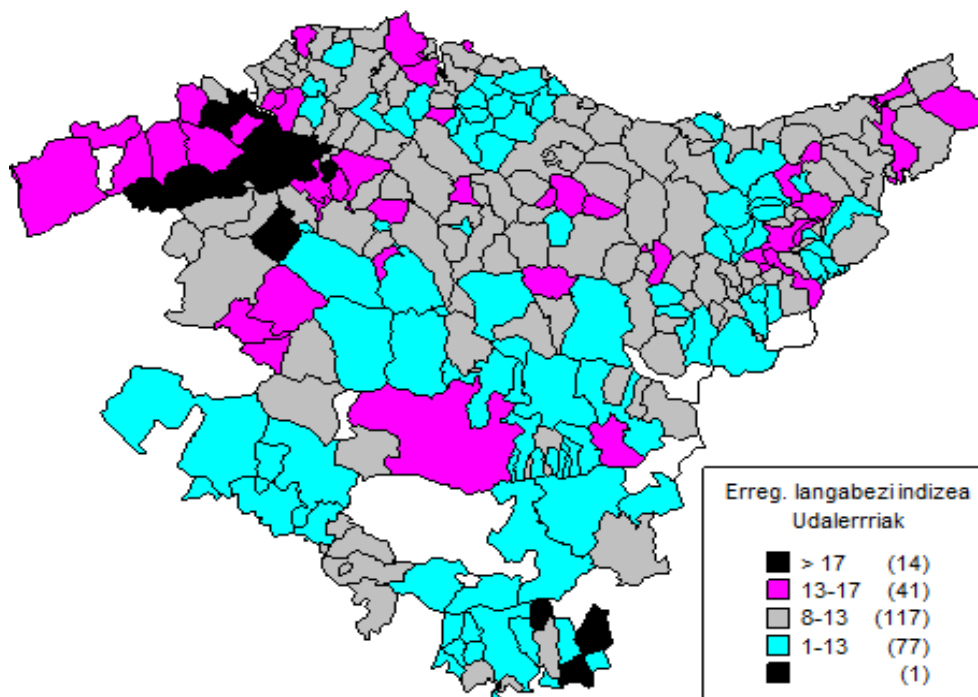 Erreg. langabezi indizea
Udalerrriak
> 17 (14)
13-17 (41)
8-13 (117)
1-13 (77)
(1)